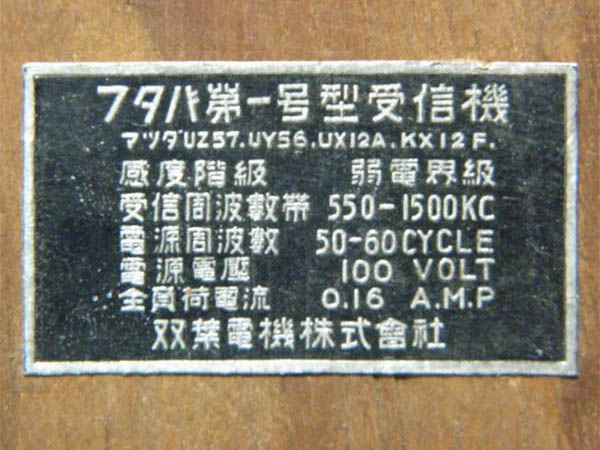 フタバ第一号型受信機
マツダUZ57.UY56.UX12A.KX12F.
感度階級 弱電界級
受信周波數帯 550-1500KC
電源周波數 50-60CYCLE
電源電壓 100 VOLT
全負荷電流 0.16 A.M.P
双葉電機株式會社